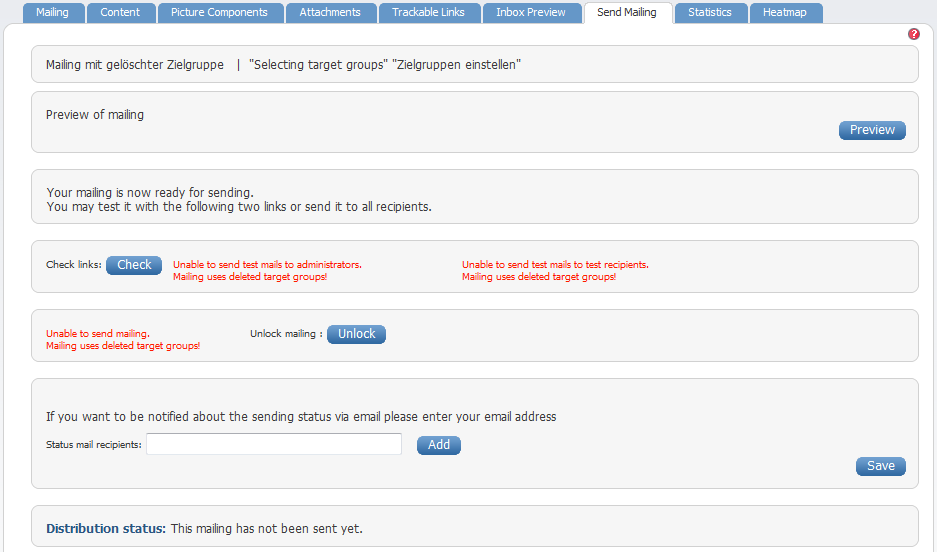 Mailing Content Picture Components Attachments Trackable Links Inbox Preview Send Mailing Statistics Heatmap
?
Mailing mit gelöschter Zielgruppe | "Selecting target groups" "Zielgruppen einstellen"
Preview of mailing
Preview
Your mailing is now ready for sending.
You may test it with the following two links or send it to all recipients.
Check links: Check
Unable to send test mails to administrators.
Mailing uses deleted target groups!
Unable to send test mails to test recipients.
Mailing uses deleted target groups!
Unable to send mailing.
Mailing uses deleted target groups!
Unlock mailing : Unlock
If you want to be notified about the sending status via email please enter your email address
Status mail recipients: Add
Save
Distribution status: This mailing has not been sent yet.